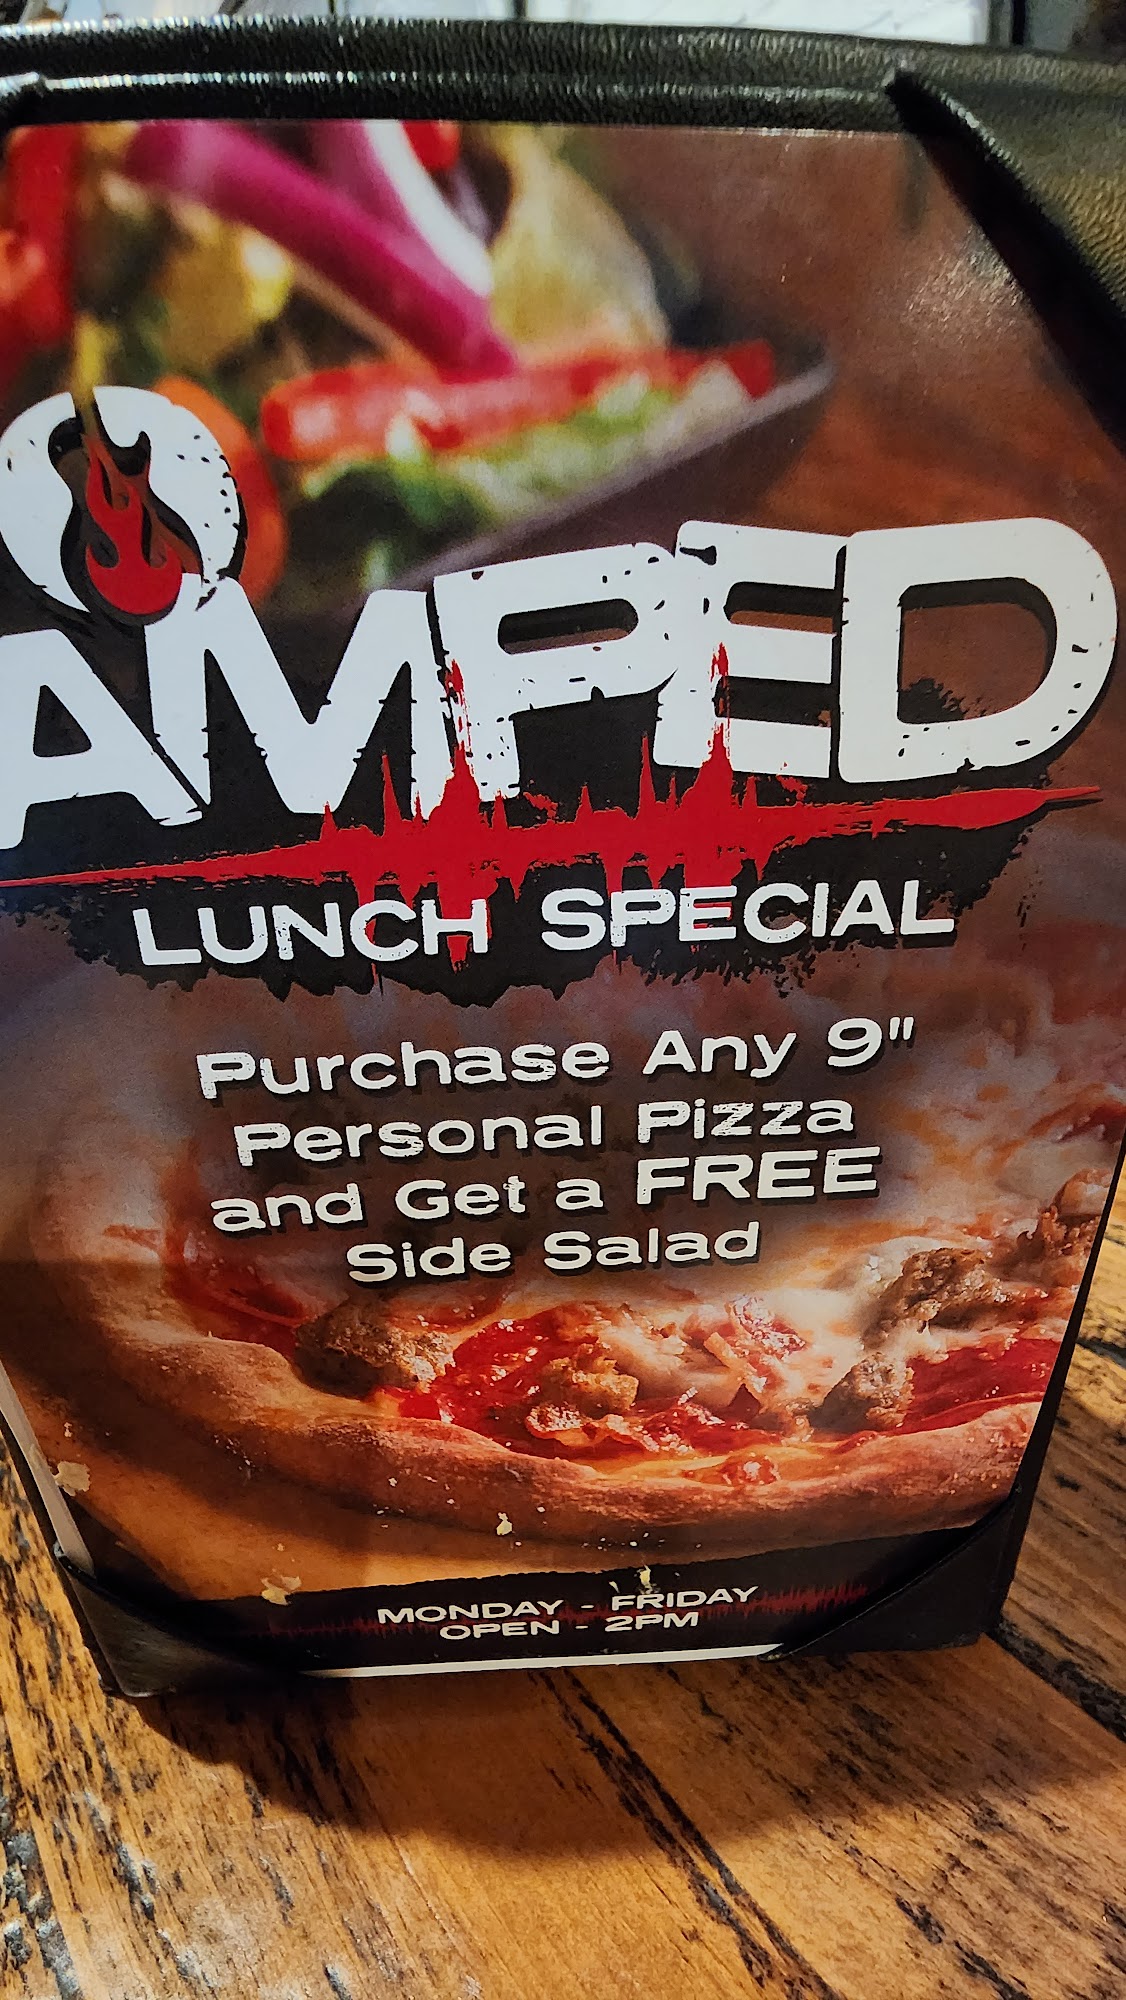 AMPED
LUNCH SPECIAL
Purchase Any 9"
Personal Pizza
and Get a FREE
Side Salad
MONDAY - FRIDAY
OPEN - 2PM